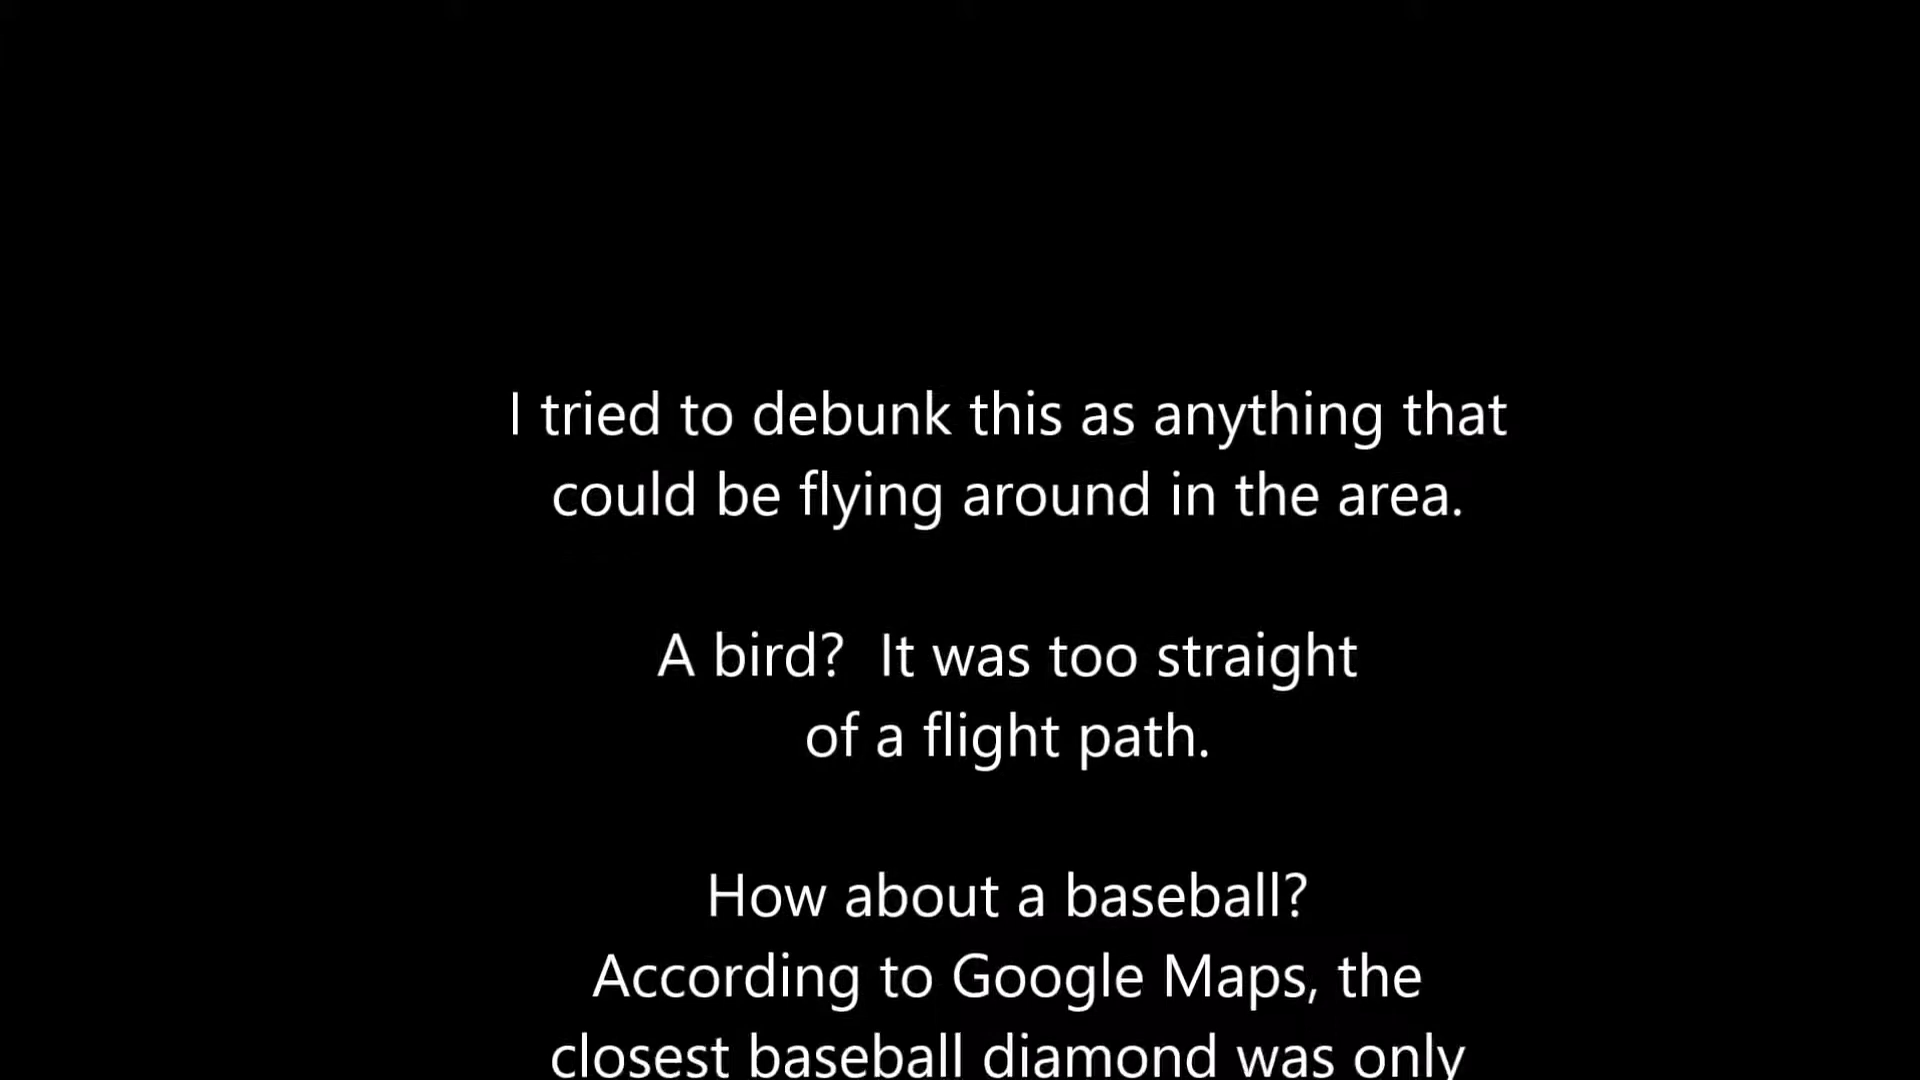 I tried to debunk this as anything that
could be flying around in the area.
A bird?  It was too straight
of a flight path.
How about a baseball?
According to Google Maps, the
closest baseball diamond was only